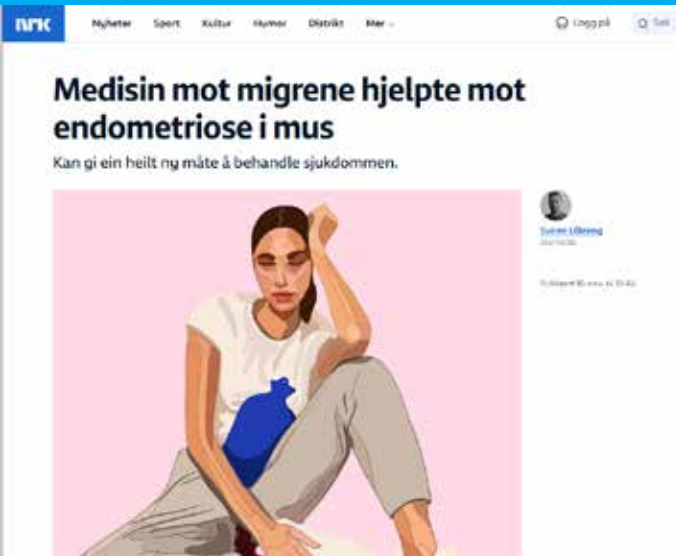 NRK
Nyheter Sport Kultur Humor Distrikt Mer
Logg på
Søk
Medisin mot migrene hjelpte mot
endometriose i mus
Kan gi ein heilt ny måte å behandle sjukdommen.